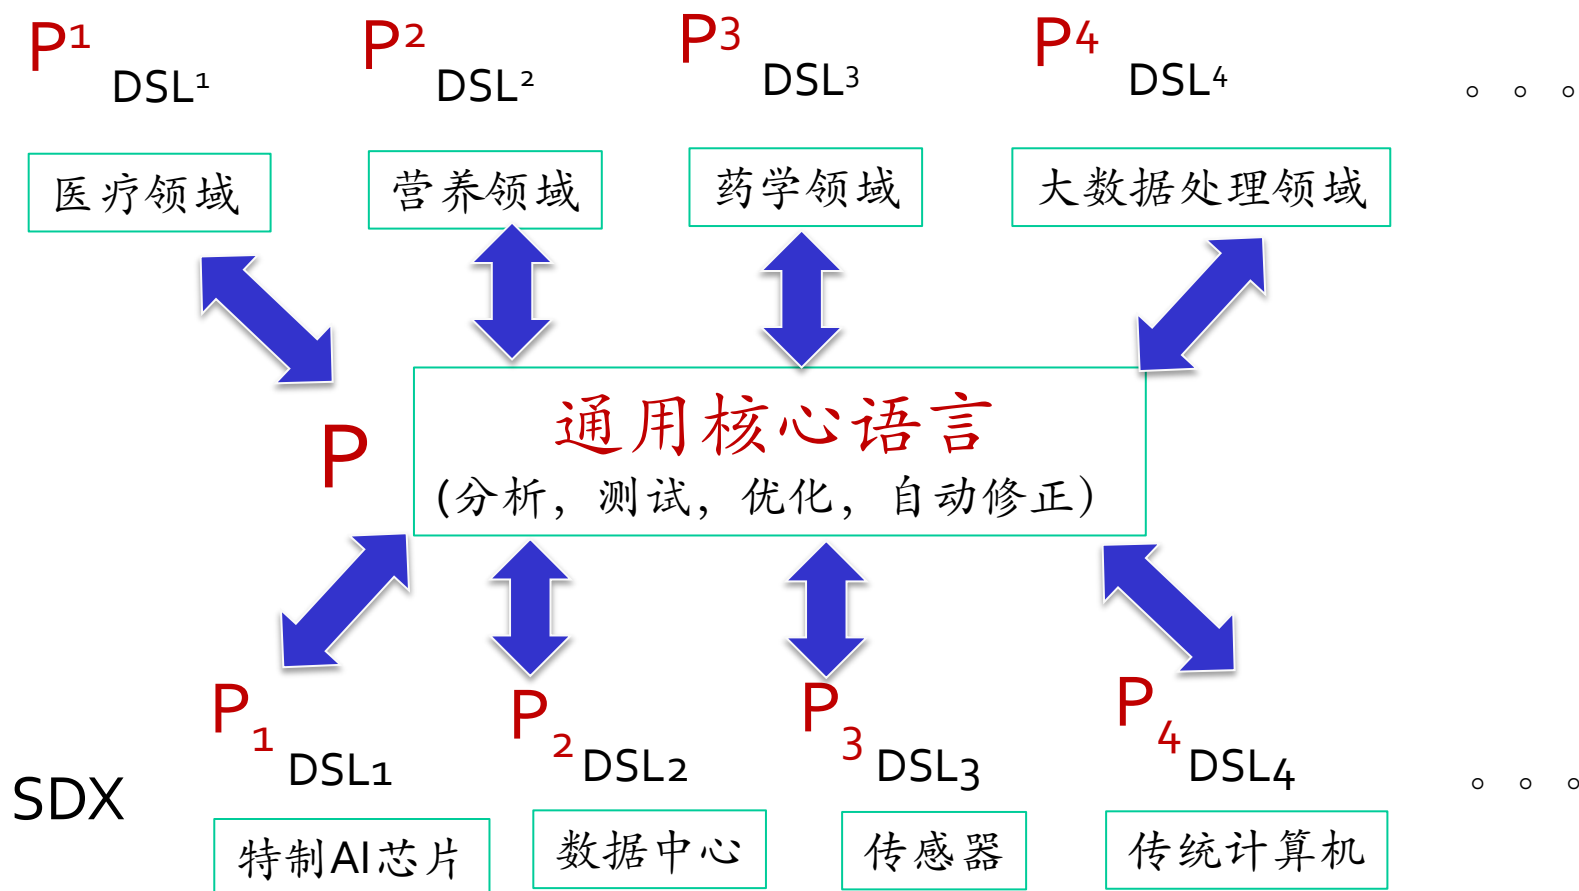 P¹ P² P³ P⁴
DSL¹ DSL² DSL³ DSL⁴ 。。。
医疗领域 营养领域 药学领域 大数据处理领域
通用核心语言
P
(分析，测试，优化，自动修正)
P₁ P₂ P₃ P₄
DSL1 DSL2 DSL3 DSL4
SDX 。。。
特制AI芯片 数据中心 传感器 传统计算机